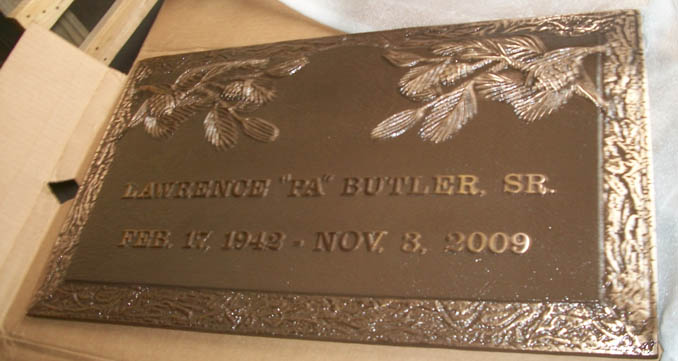 LAWRENCE "PA" BUTLER, SR.
FEB. 17, 1942 - NOV. 3, 2009